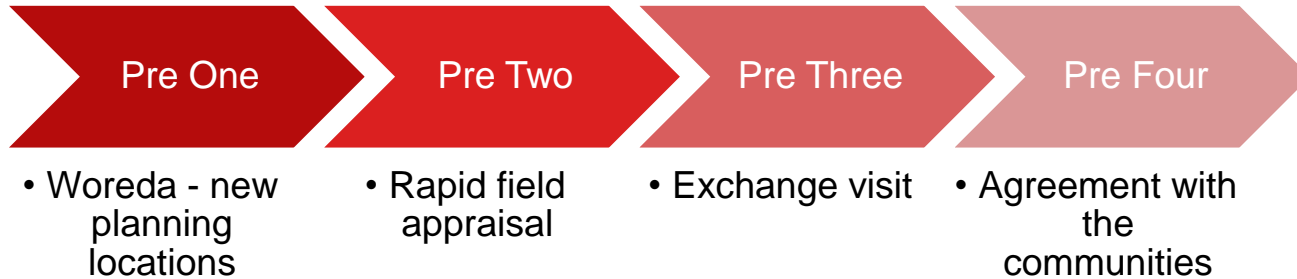 Pre One
Pre Two
Pre Three
Pre Four
• Woreda - new
planning
locations
• Rapid field
appraisal
• Exchange visit
• Agreement with
the
communities